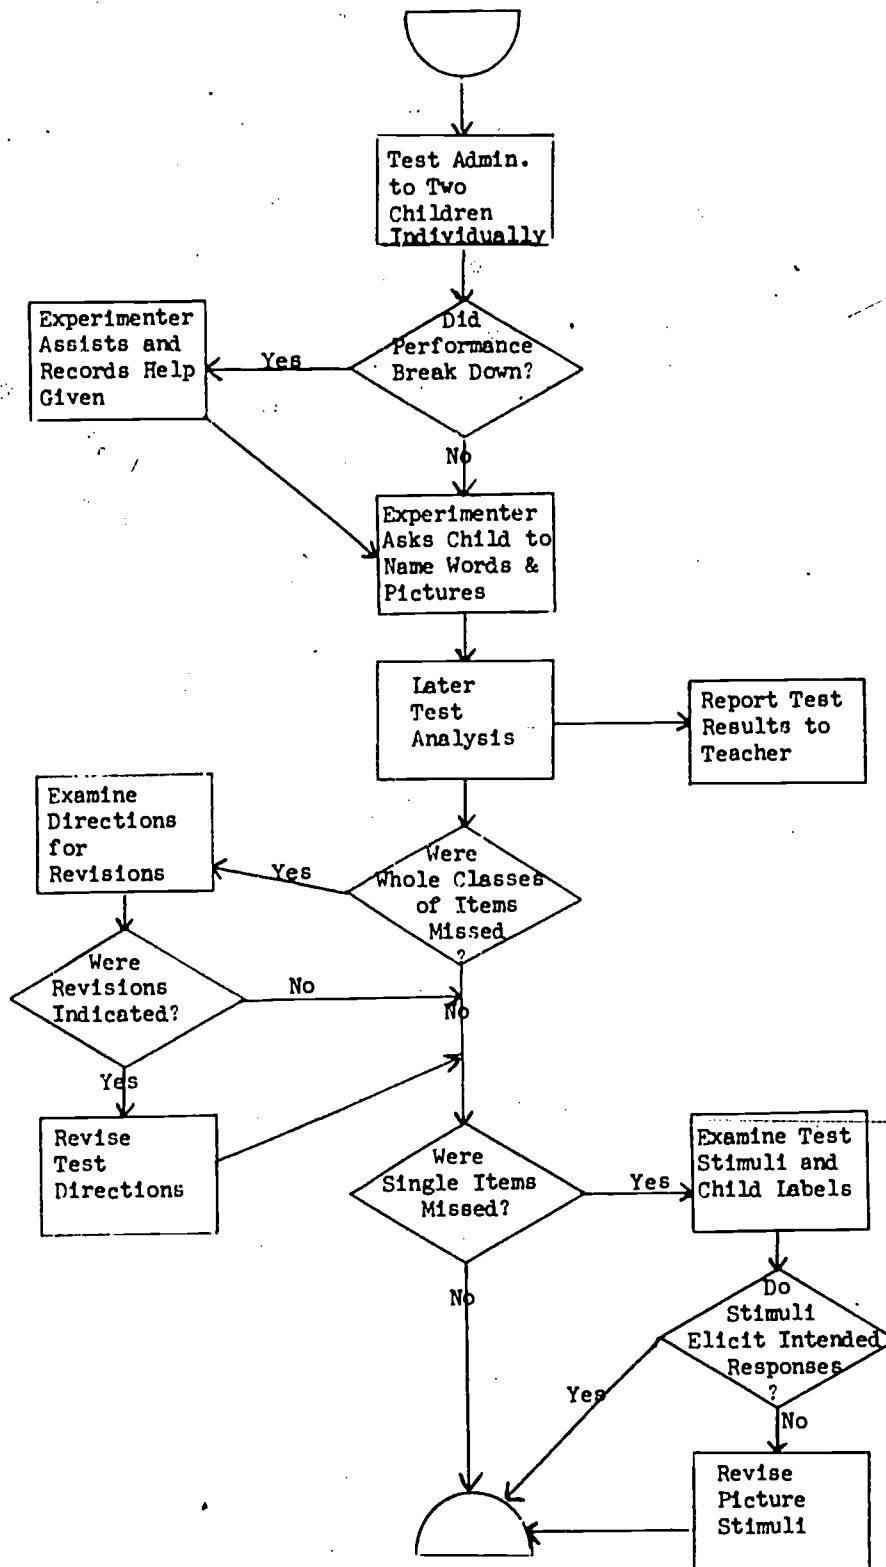 Test Admin.
to Two
Children
Individually
Did
Performance
Break Down?
Yes
Experimenter
Assists and
Records Help
Given
No
Experimenter
Asks Child to
Name Words &
Pictures
Later
Test
Analysis
Report Test
Results to
Teacher
Were
Whole Classes
of Items
Missed
?
Yes
Examine
Directions
for
Revisions
Were
Revisions
Indicated?
No
No
Yes
Revise
Test
Directions
Were
Single Items
Missed?
Yes
Examine Test
Stimuli and
Child Labels
No
Do
Stimuli
Elicit Intended
Responses
?
Yes
No
Revise
Picture
Stimuli